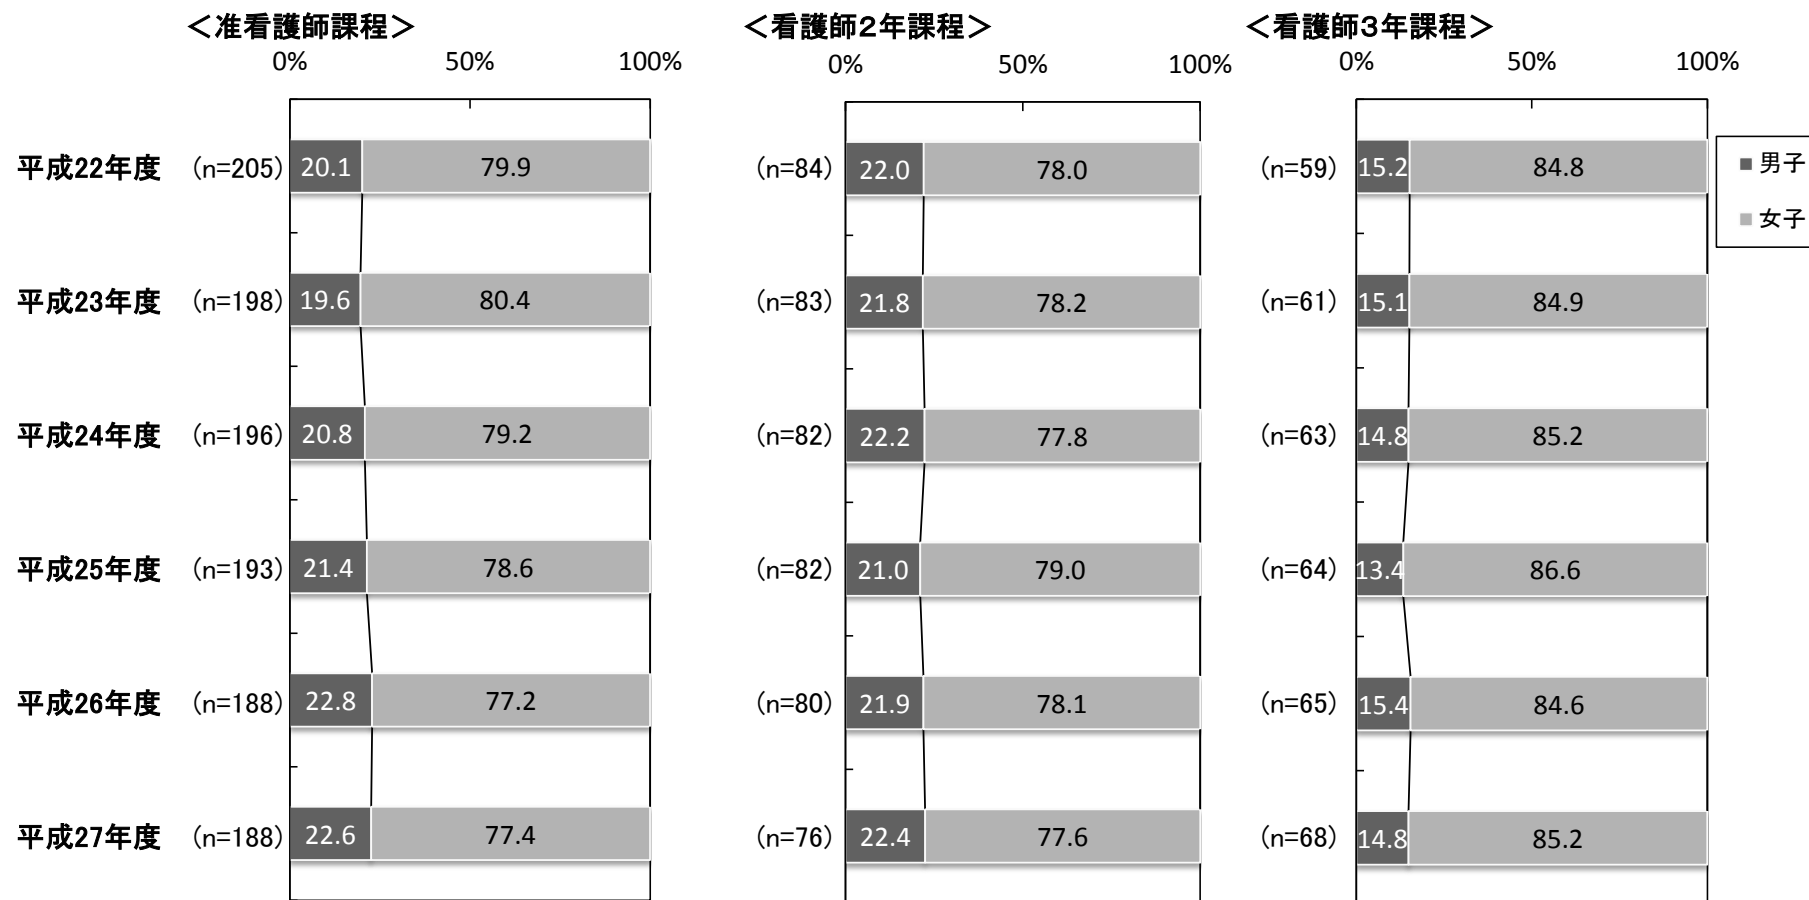 ＜准看護師課程＞ ＜看護師2年課程＞ ＜看護師3年課程＞
0% 50% 100% 0% 50% 100% 0% 50% 100%
平成22年度 (n=205) 20.1 79.9 (n=84) 22.0 78.0 (n=59) 15.2 84.8
■男子
■女子
平成23年度 (n=198) 19.6 80.4 (n=83) 21.8 78.2 (n=61) 15.1 84.9
平成24年度 (n=196) 20.8 79.2 (n=82) 22.2 77.8 (n=63) 14.8 85.2
平成25年度 (n=193) 21.4 78.6 (n=82) 21.0 79.0 (n=64) 13.4 86.6
平成26年度 (n=188) 22.8 77.2 (n=80) 21.9 78.1 (n=65) 15.4 84.6
平成27年度 (n=188) 22.6 77.4 (n=76) 22.4 77.6 (n=68) 14.8 85.2